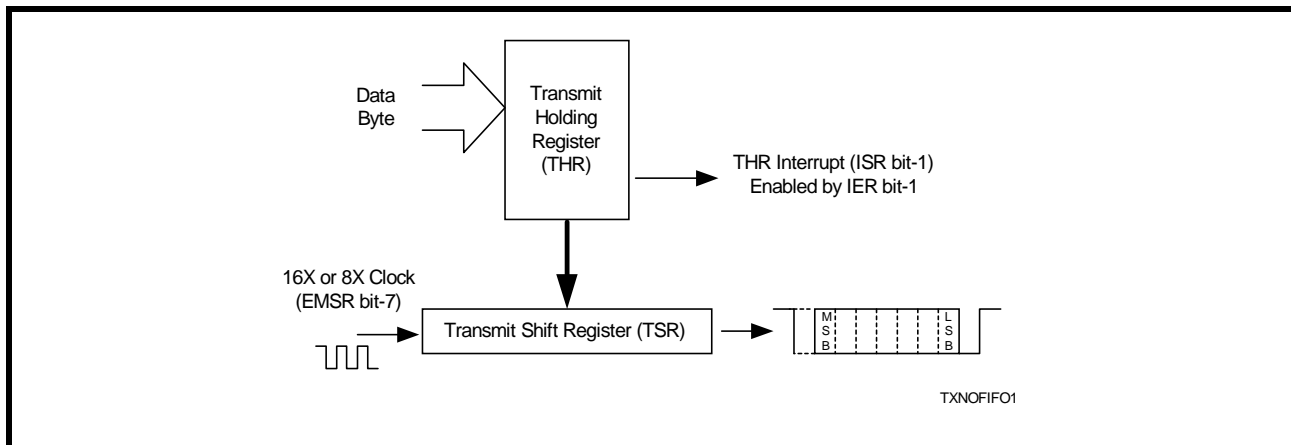 Data
Byte
Transmit
Holding
Register
(THR)
THR Interrupt (ISR bit-1)
Enabled by IER bit-1
16X or 8X Clock
(EMSR bit-7)
Transmit Shift Register (TSR)
M
S
B
L
S
B
TXNOFIFO1